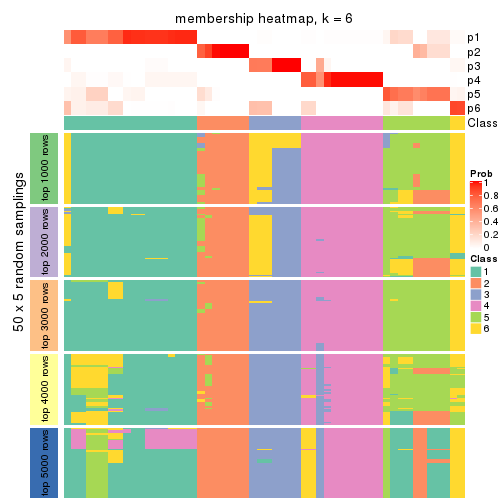 membership heatmap, k = 6
p1
p2
p3
p4
p5
p6
Class
50 x 5 random samplings
top 1000 rows
top 2000 rows
top 3000 rows
top 4000 rows
top 5000 rows
Prob
1
0.8
0.6
0.4
0.2
0
Class
1
2
3
4
5
6